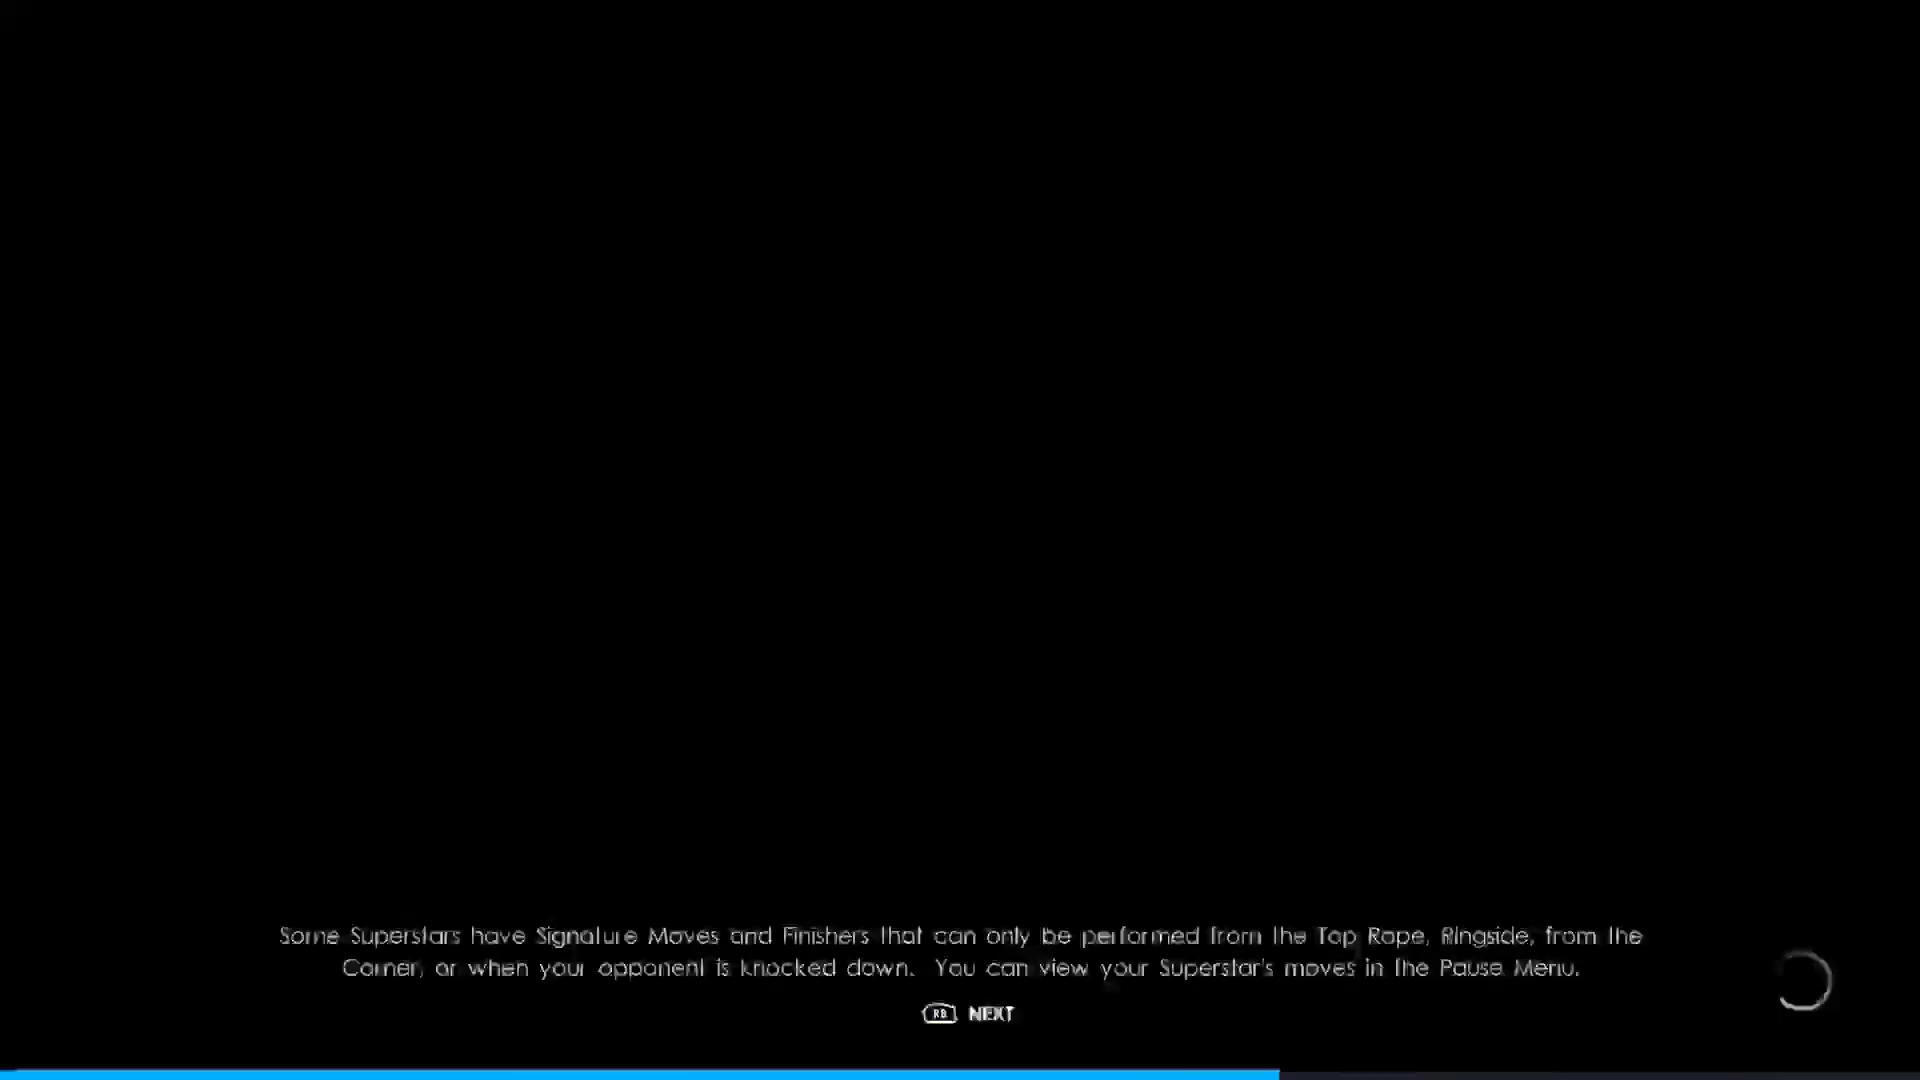 Some Superstars have Signature Moves and Finishers that can only be performed from the Top Rope, Ringside, from the
Corner, or when your opponent is knocked down. You can view your Superstar's moves in the Pause Menu.
RB NEXT